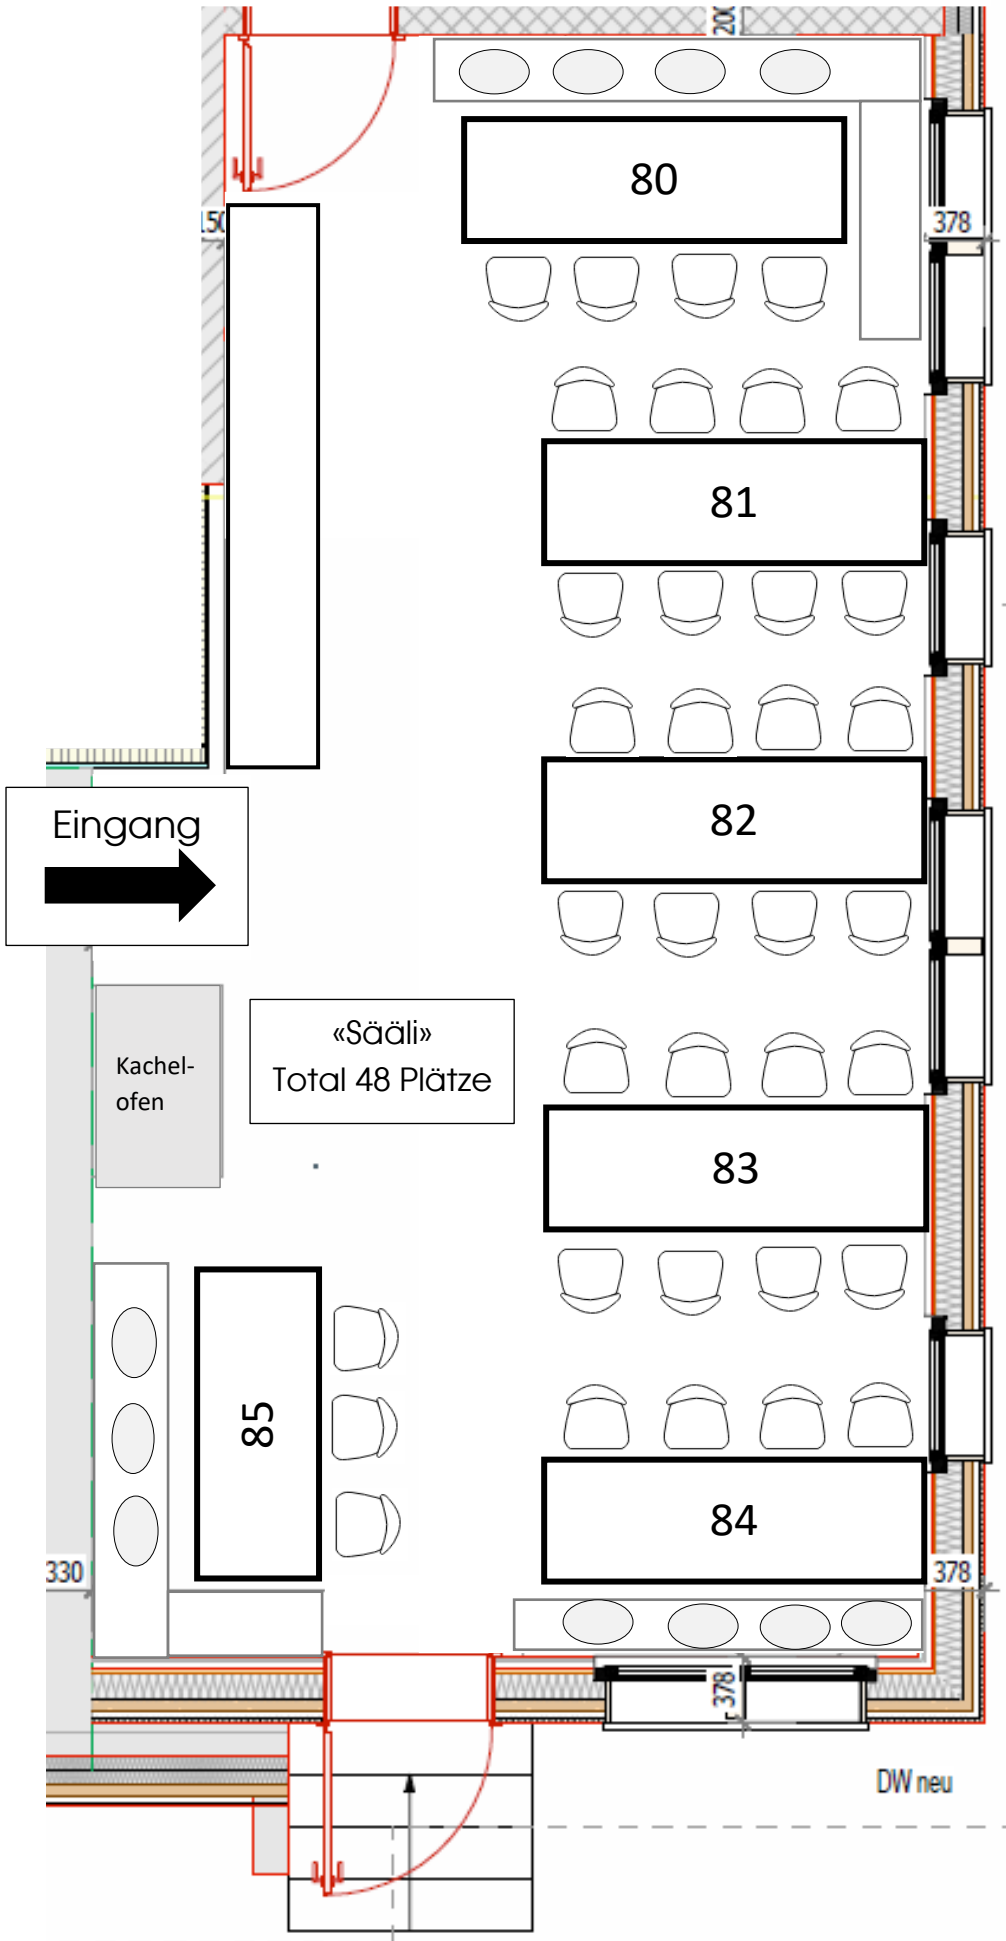 200
80
150
378
81
82
Eingang
«Sääli»
Total 48 Plätze
Kachel-
ofen
83
85
84
330
378
378
DW neu